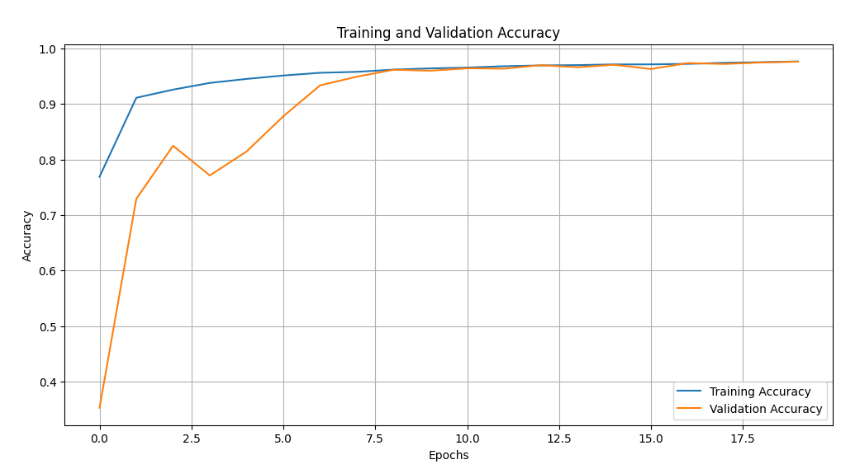 Training and Validation Accuracy
1.0
0.9
0.8
0.7
0.6
0.5
0.4
Accuracy
0.0 2.5 5.0 7.5 10.0 12.5 15.0 17.5
Epochs
Training Accuracy
Validation Accuracy